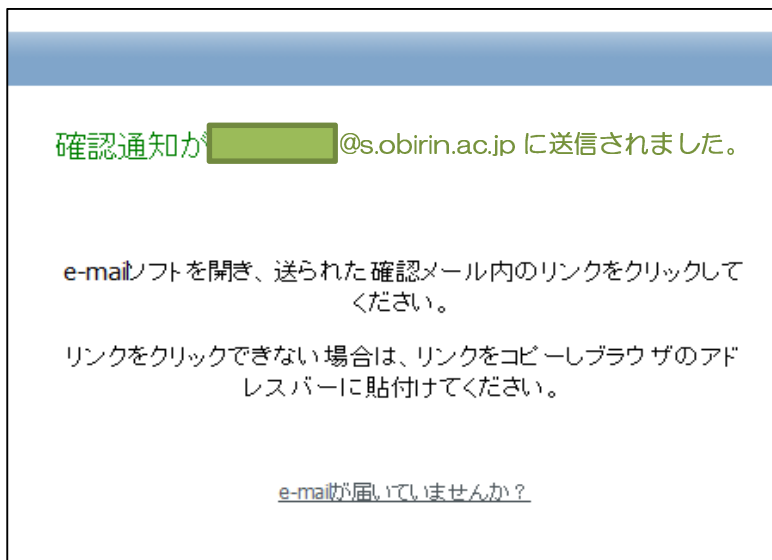 確認通知が @s.obirin.ac.jp に送信されました。
e-mailソフトを開き、送られた確認メール内のリンクをクリックして
ください。
リンクをクリックできない場合は、リンクをコピーしブラウザのアド
レスバーに貼付けてください。
e-mailが届いていませんか？